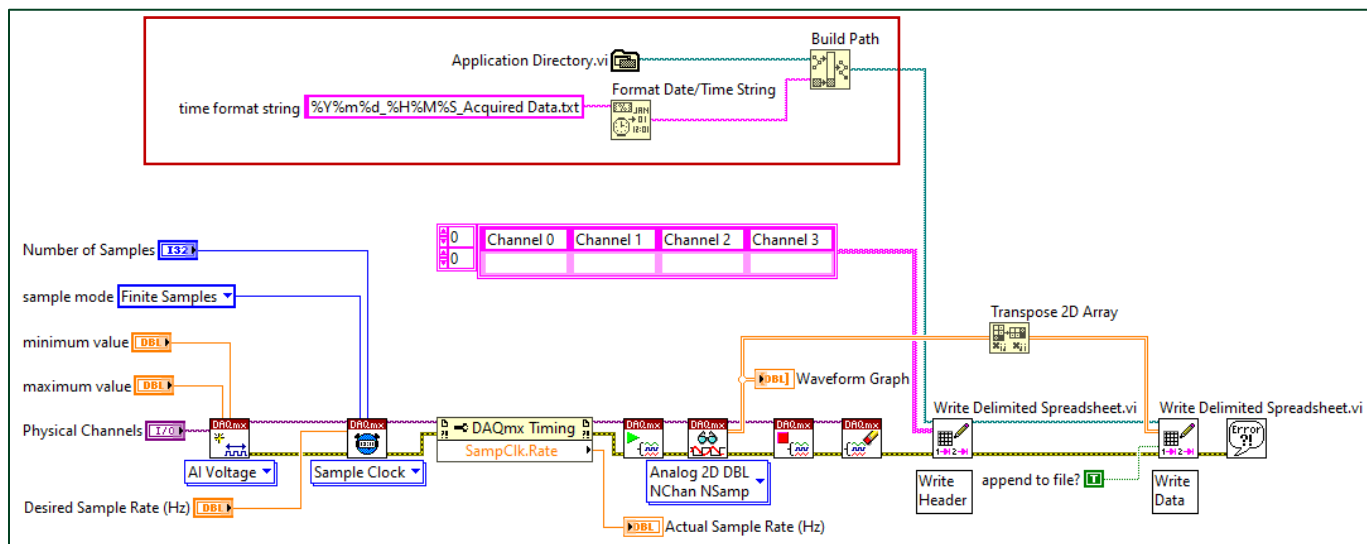 Build Path
Application Directory.vi
Format Date/Time String
time format string
%Y%m%d_%H%M%S_Acquired Data.txt
JAN
01
12:01
Number of Samples
I32
0
Channel 0
Channel 1
Channel 2
Channel 3
0
sample mode
Finite Samples
Transpose 2D Array
minimum value
DBL
maximum value
DBL
DBL]
Waveform Graph
Physical Channels
I/O
DAQmx
DAQmx
DAQmx Timing
SampClk.Rate
DAQmx
DAQmx
DAQmx
DAQmx
Write Delimited Spreadsheet.vi
Write Delimited Spreadsheet.vi
Error
?!
AI Voltage
Sample Clock
Analog 2D DBL
NChan NSamp
Write
Header
append to file?
T
Write
Data
Desired Sample Rate (Hz)
DBL
DBL
Actual Sample Rate (Hz)